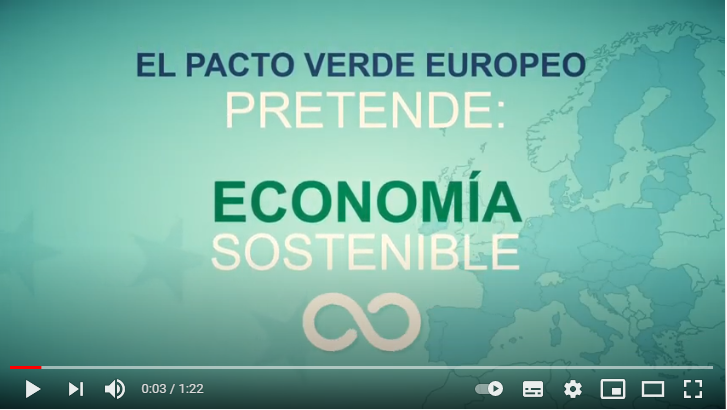 EL PACTO VERDE EUROPEO
PRETENDE:
ECONOMÍA
SOSTENIBLE
0:03 / 1:22